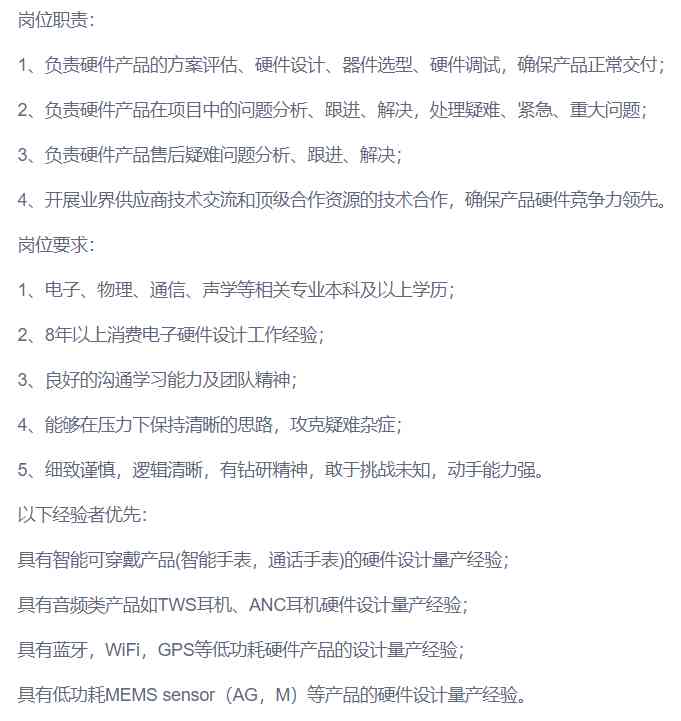 岗位职责：
1、负责硬件产品的方案评估、硬件设计、器件选型、硬件调试，确保产品正常交付；
2、负责硬件产品在项目中的问题分析、跟进、解决，处理疑难、紧急、重大问题；
3、负责硬件产品售后疑难问题分析、跟进、解决；
4、开展业界供应商技术交流和顶级合作资源的技术合作，确保产品硬件竞争力领先。
岗位要求：
1、电子、物理、通信、声学等相关专业本科及以上学历；
2、8年以上消费电子硬件设计工作经验；
3、良好的沟通学习能力及团队精神；
4、能够在压力下保持清晰的思路，攻克疑难杂症；
5、细致谨慎，逻辑清晰，有钻研精神，敢于挑战未知，动手能力强。
以下经验者优先：
具有智能可穿戴产品(智能手表，通话手表)的硬件设计量产经验；
具有音频类产品如TWS耳机、ANC耳机硬件设计量产经验；
具有蓝牙，WiFi，GPS等低功耗硬件产品的设计量产经验；
具有低功耗MEMS sensor（AG，M）等产品的硬件设计量产经验。